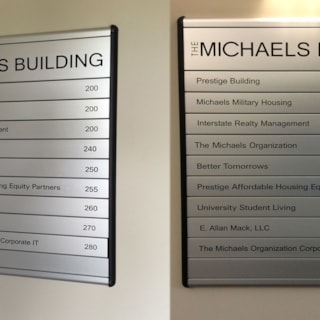 S BUILDING
200
200
ent 200
240
250
ing Equity Partners 255
260
270
Corporate IT 280
THE MICHAELS
Prestige Building
Michaels Military Housing
Interstate Realty Management
The Michaels Organization
Better Tomorrows
Prestige Affordable Housing Equ
University Student Living
E. Allan Mack, LLC
The Michaels Organization Corpo